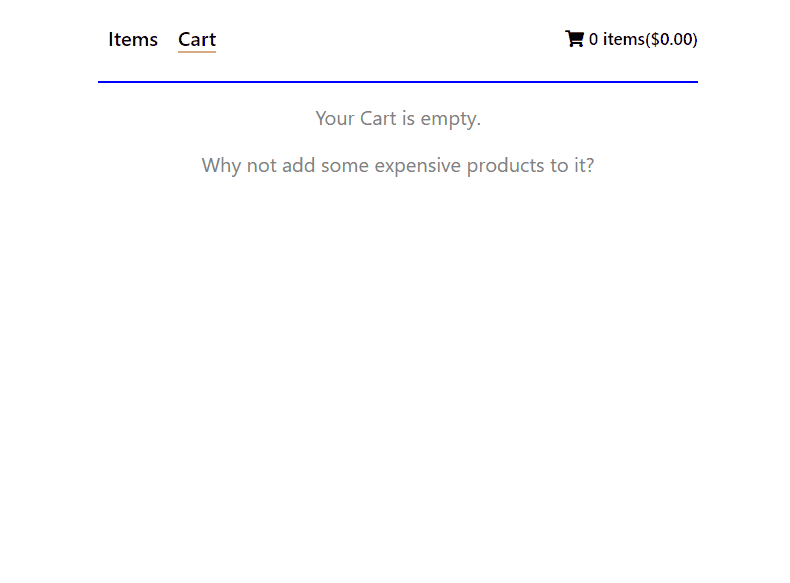 Items Cart 0 items($0.00)
Your Cart is empty.
Why not add some expensive products to it?